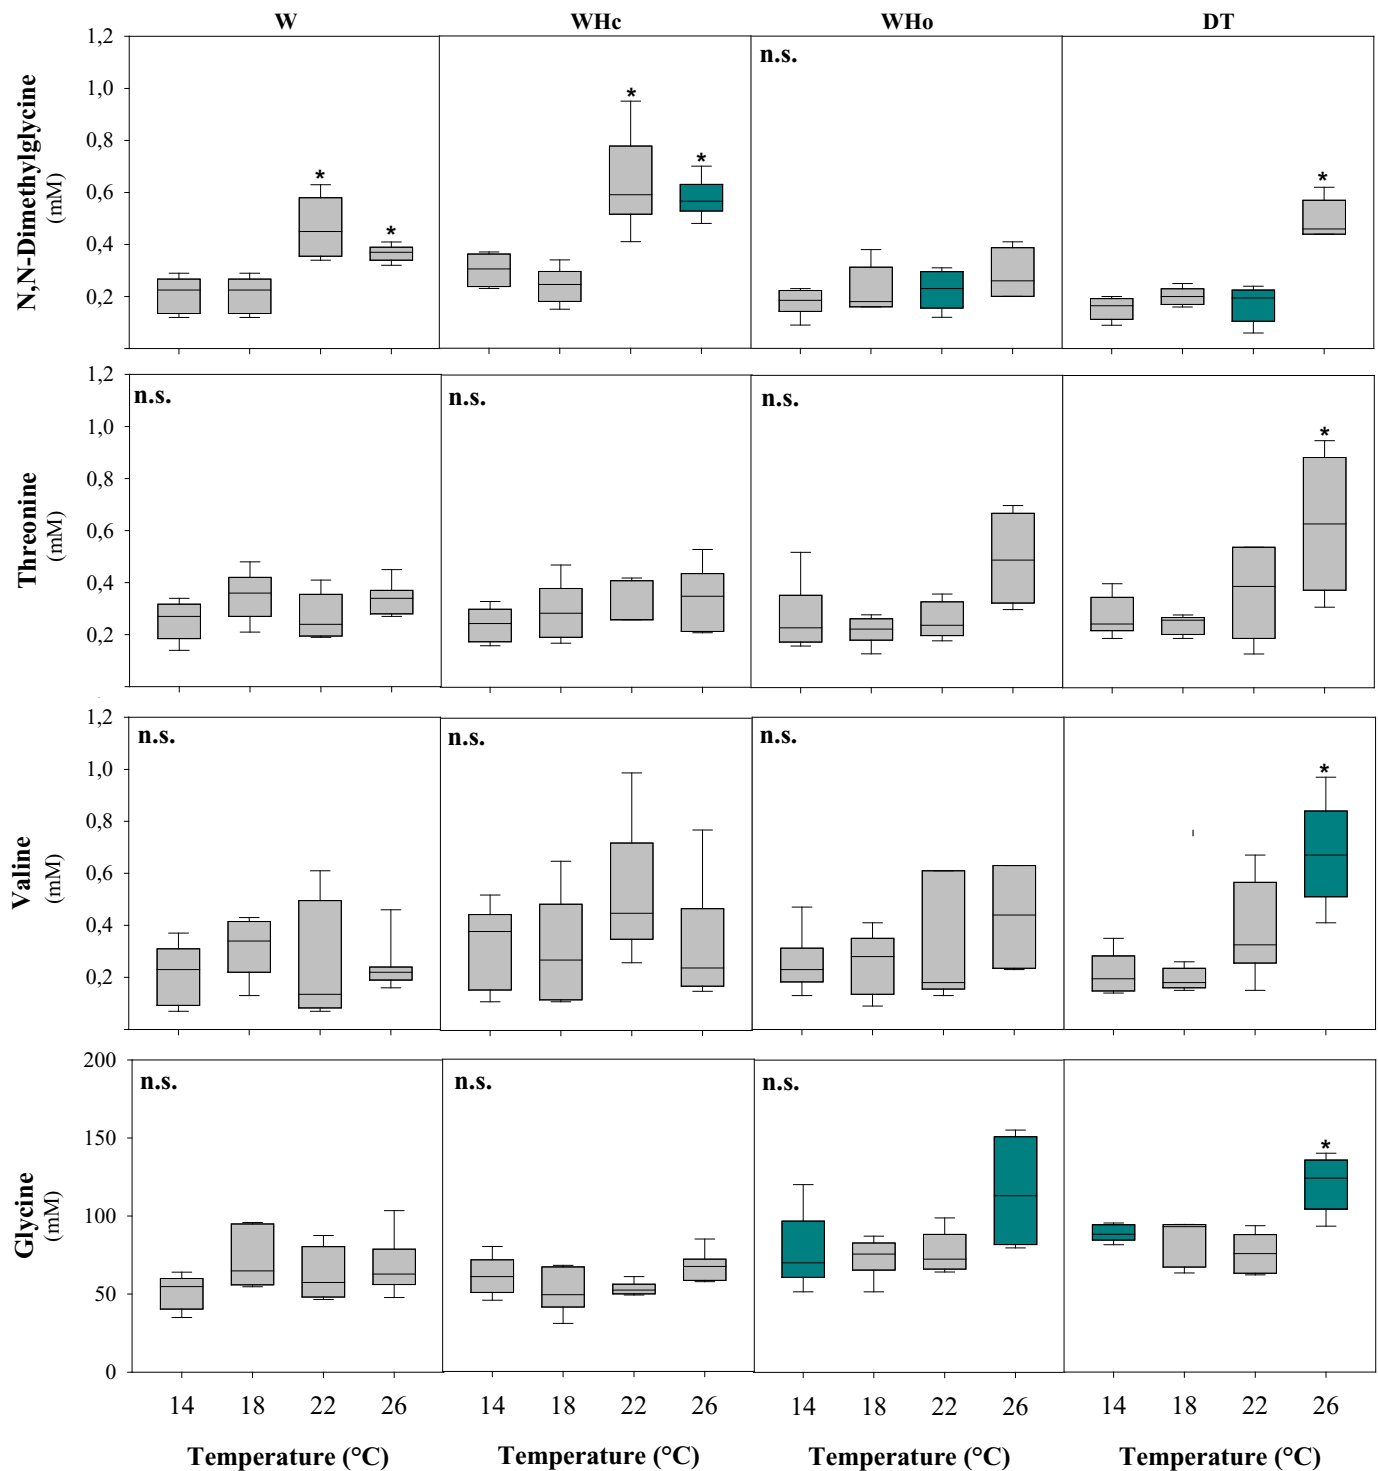 W WHc WHo DT
N,N-Dimethylglycine
(mM)
1,2
1,0
0,8
0,6
0,4
0,2
n.s.
*
*
*
*
*
Threonine
(mM)
1,2
1,0
0,8
0,6
0,4
0,2
n.s.
n.s.
n.s.
*
Valine
(mM)
1,2
1,0
0,8
0,6
0,4
0,2
n.s.
n.s.
n.s.
*
Glycine
(mM)
200
150
100
50
0
n.s.
n.s.
n.s.
*
14 18 22 26 14 18 22 26 14 18 22 26 14 18 22 26
Temperature (°C) Temperature (°C) Temperature (°C) Temperature (°C)